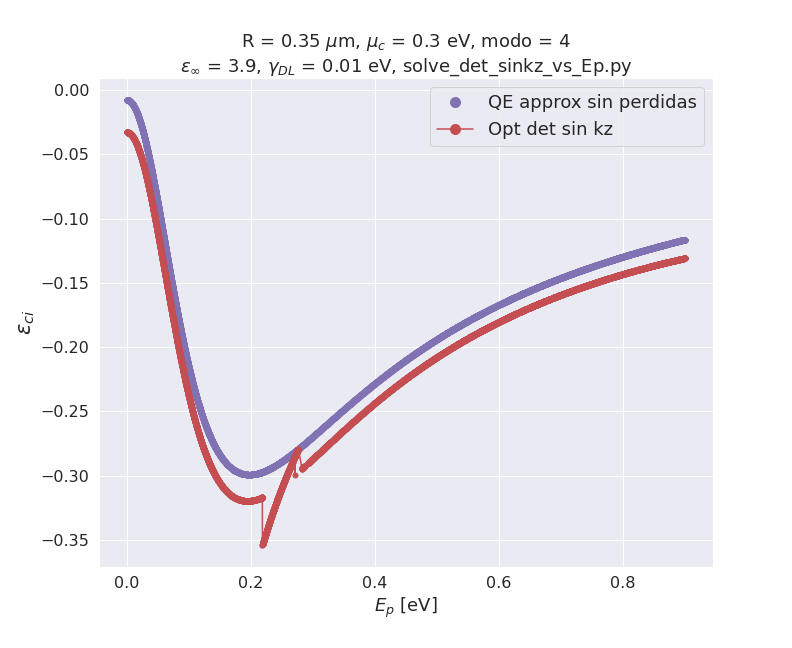 R = 0.35 μm, μ_c = 0.3 eV, modo = 4
ε_∞ = 3.9, γ_DL = 0.01 eV, solve_det_sinkz_vs_Ep.py
QE approx sin perdidas
Opt det sin kz
0.00
−0.05
−0.10
−0.15
−0.20
−0.25
−0.30
−0.35
ε_ci
0.0 0.2 0.4 0.6 0.8
E_p [eV]